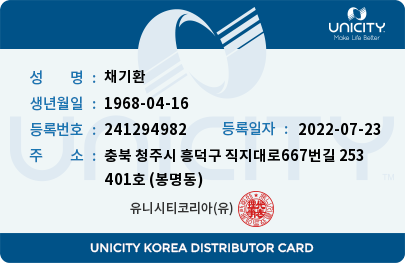 UNICITY
Make Life Better
성 명 : 채기환
생년월일 : 1968-04-16
등록번호 : 241294982 등록일자 : 2022-07-23
주 소 : 충북 청주시 흥덕구 직지대로667번길 253
401호 (봉명동)
UNICITY TM
유니시티코리아(유)
UNICITY KOREA DISTRIBUTOR CARD